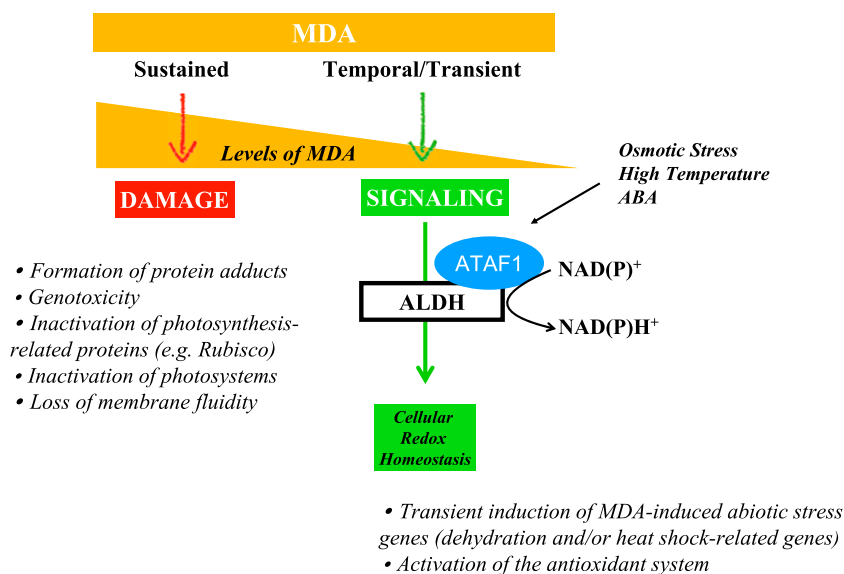 MDA
Sustained
Temporal/Transient
Levels of MDA
Osmotic Stress
High Temperature
ABA
DAMAGE
SIGNALING
• Formation of protein adducts
• Genotoxicity
• Inactivation of photosynthesis-
related proteins (e.g. Rubisco)
• Inactivation of photosystems
• Loss of membrane fluidity
ATAF1
NAD(P)⁺
ALDH
NAD(P)H⁺
Cellular
Redox
Homeostasis
• Transient induction of MDA-induced abiotic stress
genes (dehydration and/or heat shock-related genes)
• Activation of the antioxidant system